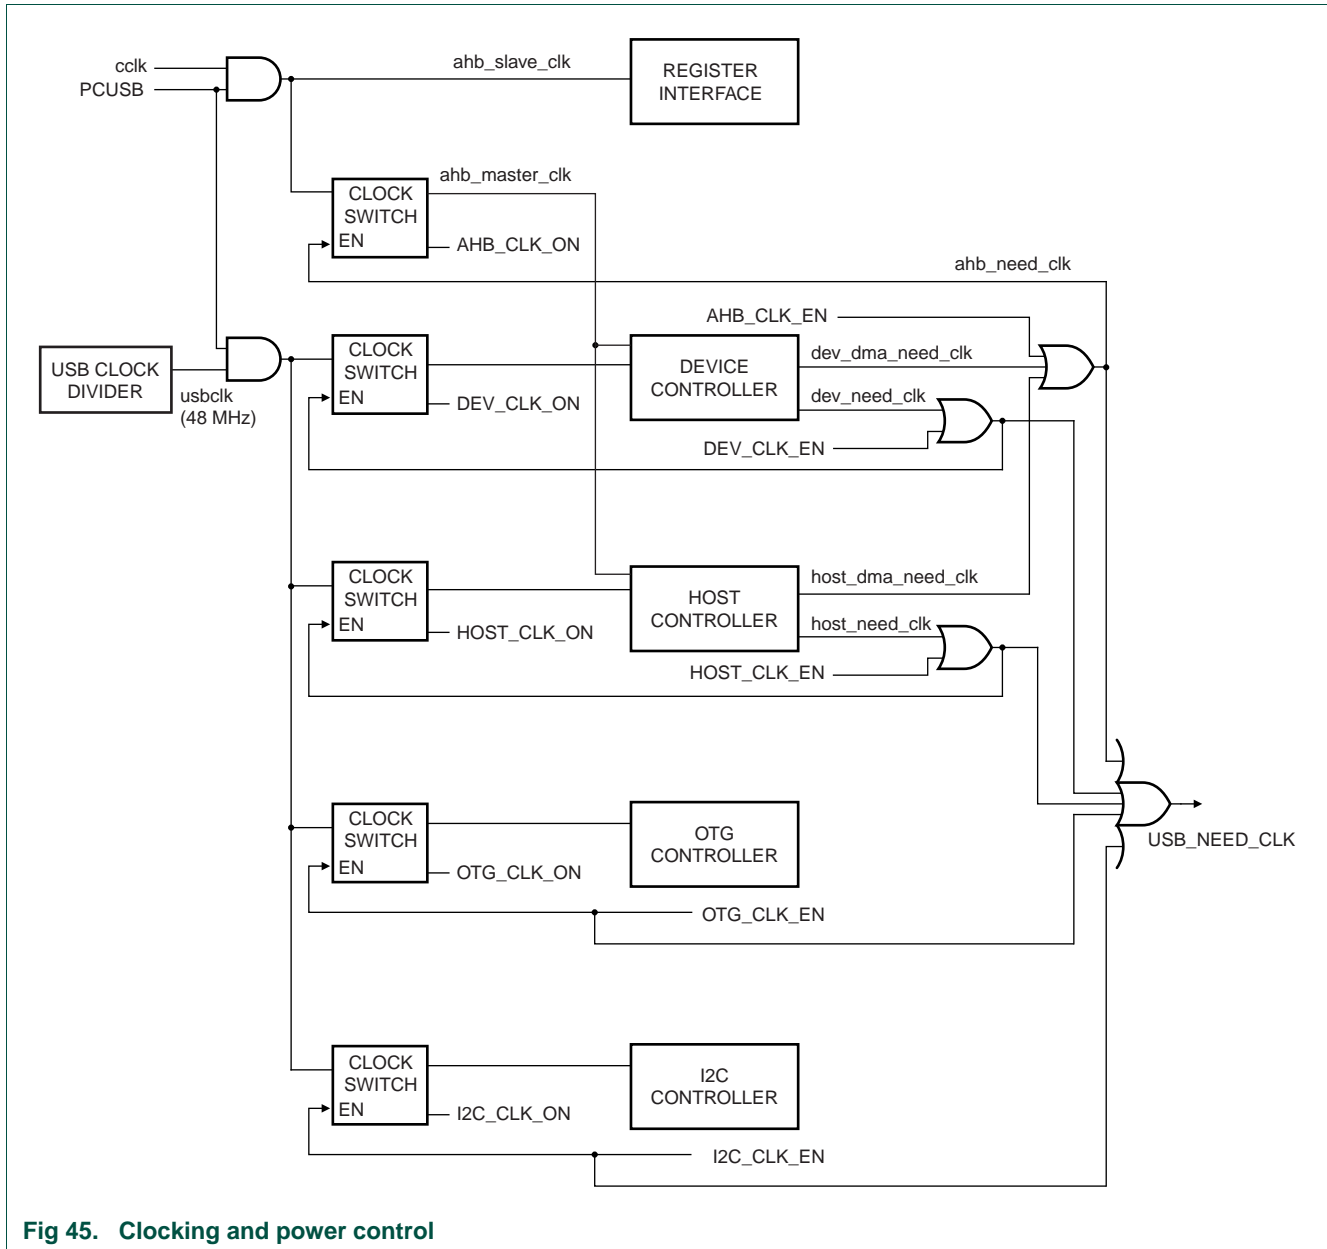 cclk
PCUSB
ahb_slave_clk
REGISTER
INTERFACE
CLOCK
SWITCH
EN
ahb_master_clk
AHB_CLK_ON
ahb_need_clk
AHB_CLK_EN
USB CLOCK
DIVIDER
usbclk
(48 MHz)
CLOCK
SWITCH
EN
DEV_CLK_ON
DEVICE
CONTROLLER
dev_dma_need_clk
dev_need_clk
DEV_CLK_EN
CLOCK
SWITCH
EN
HOST_CLK_ON
HOST
CONTROLLER
host_dma_need_clk
host_need_clk
HOST_CLK_EN
CLOCK
SWITCH
EN
OTG_CLK_ON
OTG
CONTROLLER
USB_NEED_CLK
OTG_CLK_EN
CLOCK
SWITCH
EN
I2C_CLK_ON
I2C
CONTROLLER
I2C_CLK_EN
Fig 45. Clocking and power control